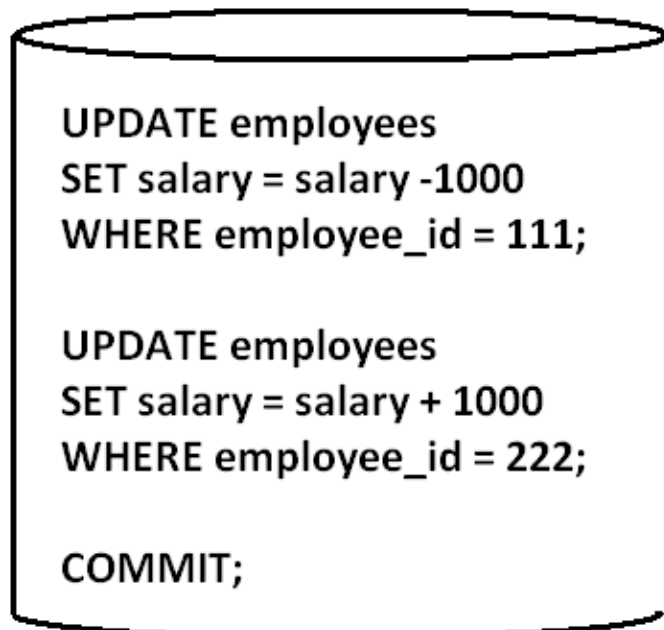 UPDATE employees
SET salary = salary -1000
WHERE employee_id = 111;
UPDATE employees
SET salary = salary + 1000
WHERE employee_id = 222;
COMMIT;